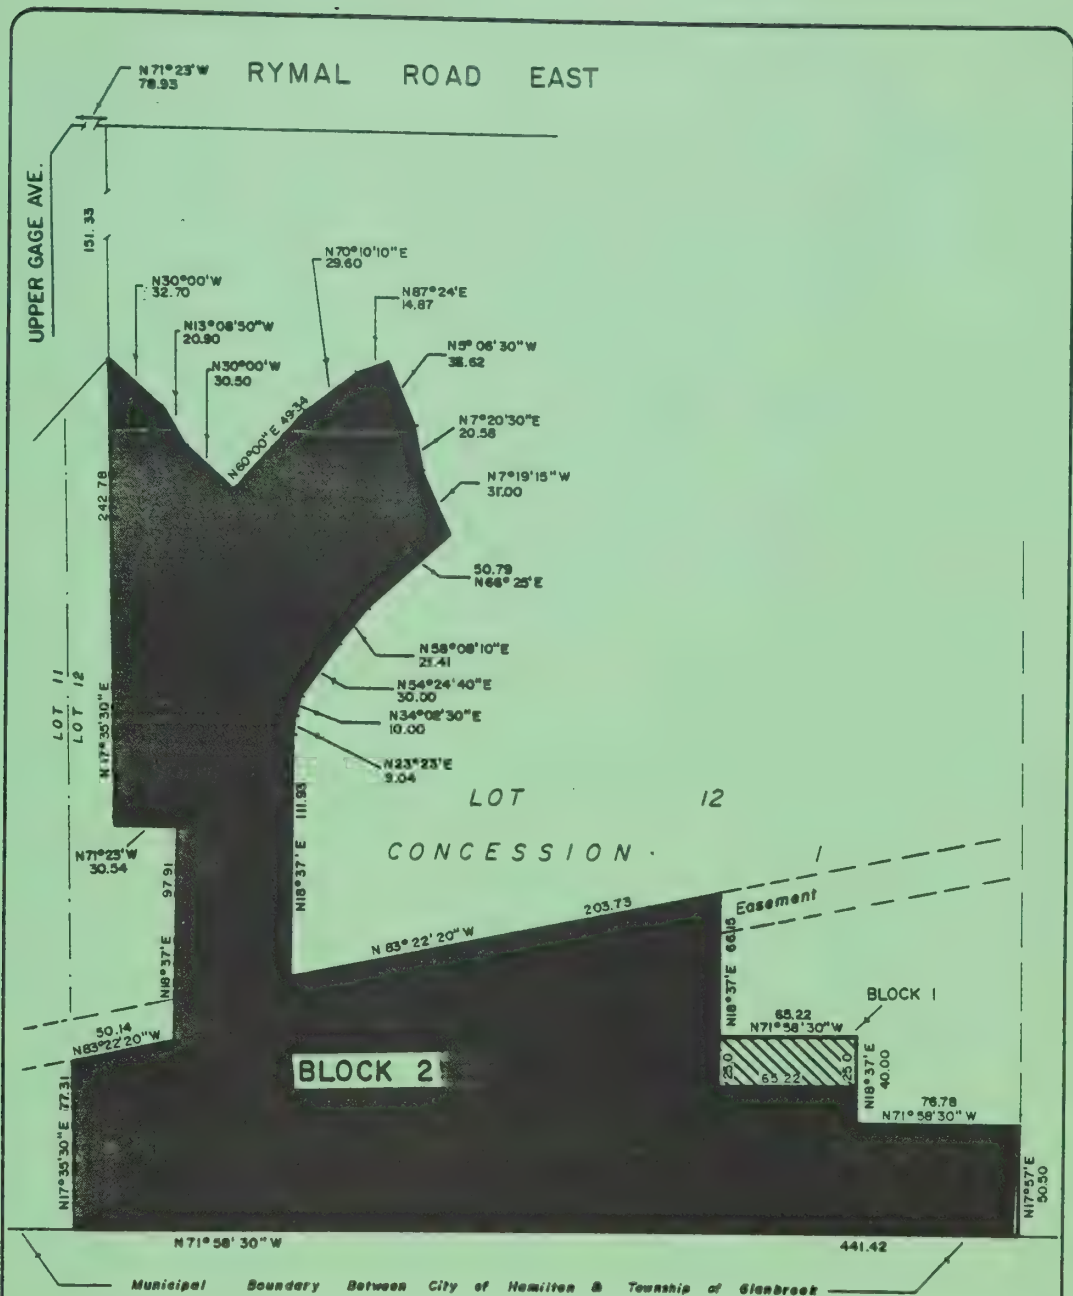 N71°23'W
78.93
RYMAL ROAD EAST
UPPER GAGE AVE.
151.33
N70°10'10"E
29.60
N30°00'W
32.70
N87°24'E
14.87
N13°08'50"W
20.90
N5°06'30"W
N30°00'W
30.50
N60°00'E 49.34
N7°20'30"E
20.58
N7°19'15"W
31.00
242.78
50.79
N66°25'E
N58°08'10"E
21.41
N54°24'40"E
30.00
N34°02'30"E
10.00
LOT 11
LOT 12
N17°35'30"E
N23°23'E
9.04
LOT 12
N18°37'E 111.93
N71°23'W
30.54
CONCESSION 1
97.91
N18°37'E
203.73
N83°22'20"W
Easement
N18°37'E 66.15
BLOCK 1
65.22
N71°58'30"W
50.14
N83°22'20"W
BLOCK 2
25.0
65.22
25.0
N18°37'E
40.00
76.78
N71°58'30"W
N17°35'30"E 77.31
N17°57'E
50.50
N71°58'30"W
441.42
Municipal Boundary Between City of Hamilton & Township of Glanbrook